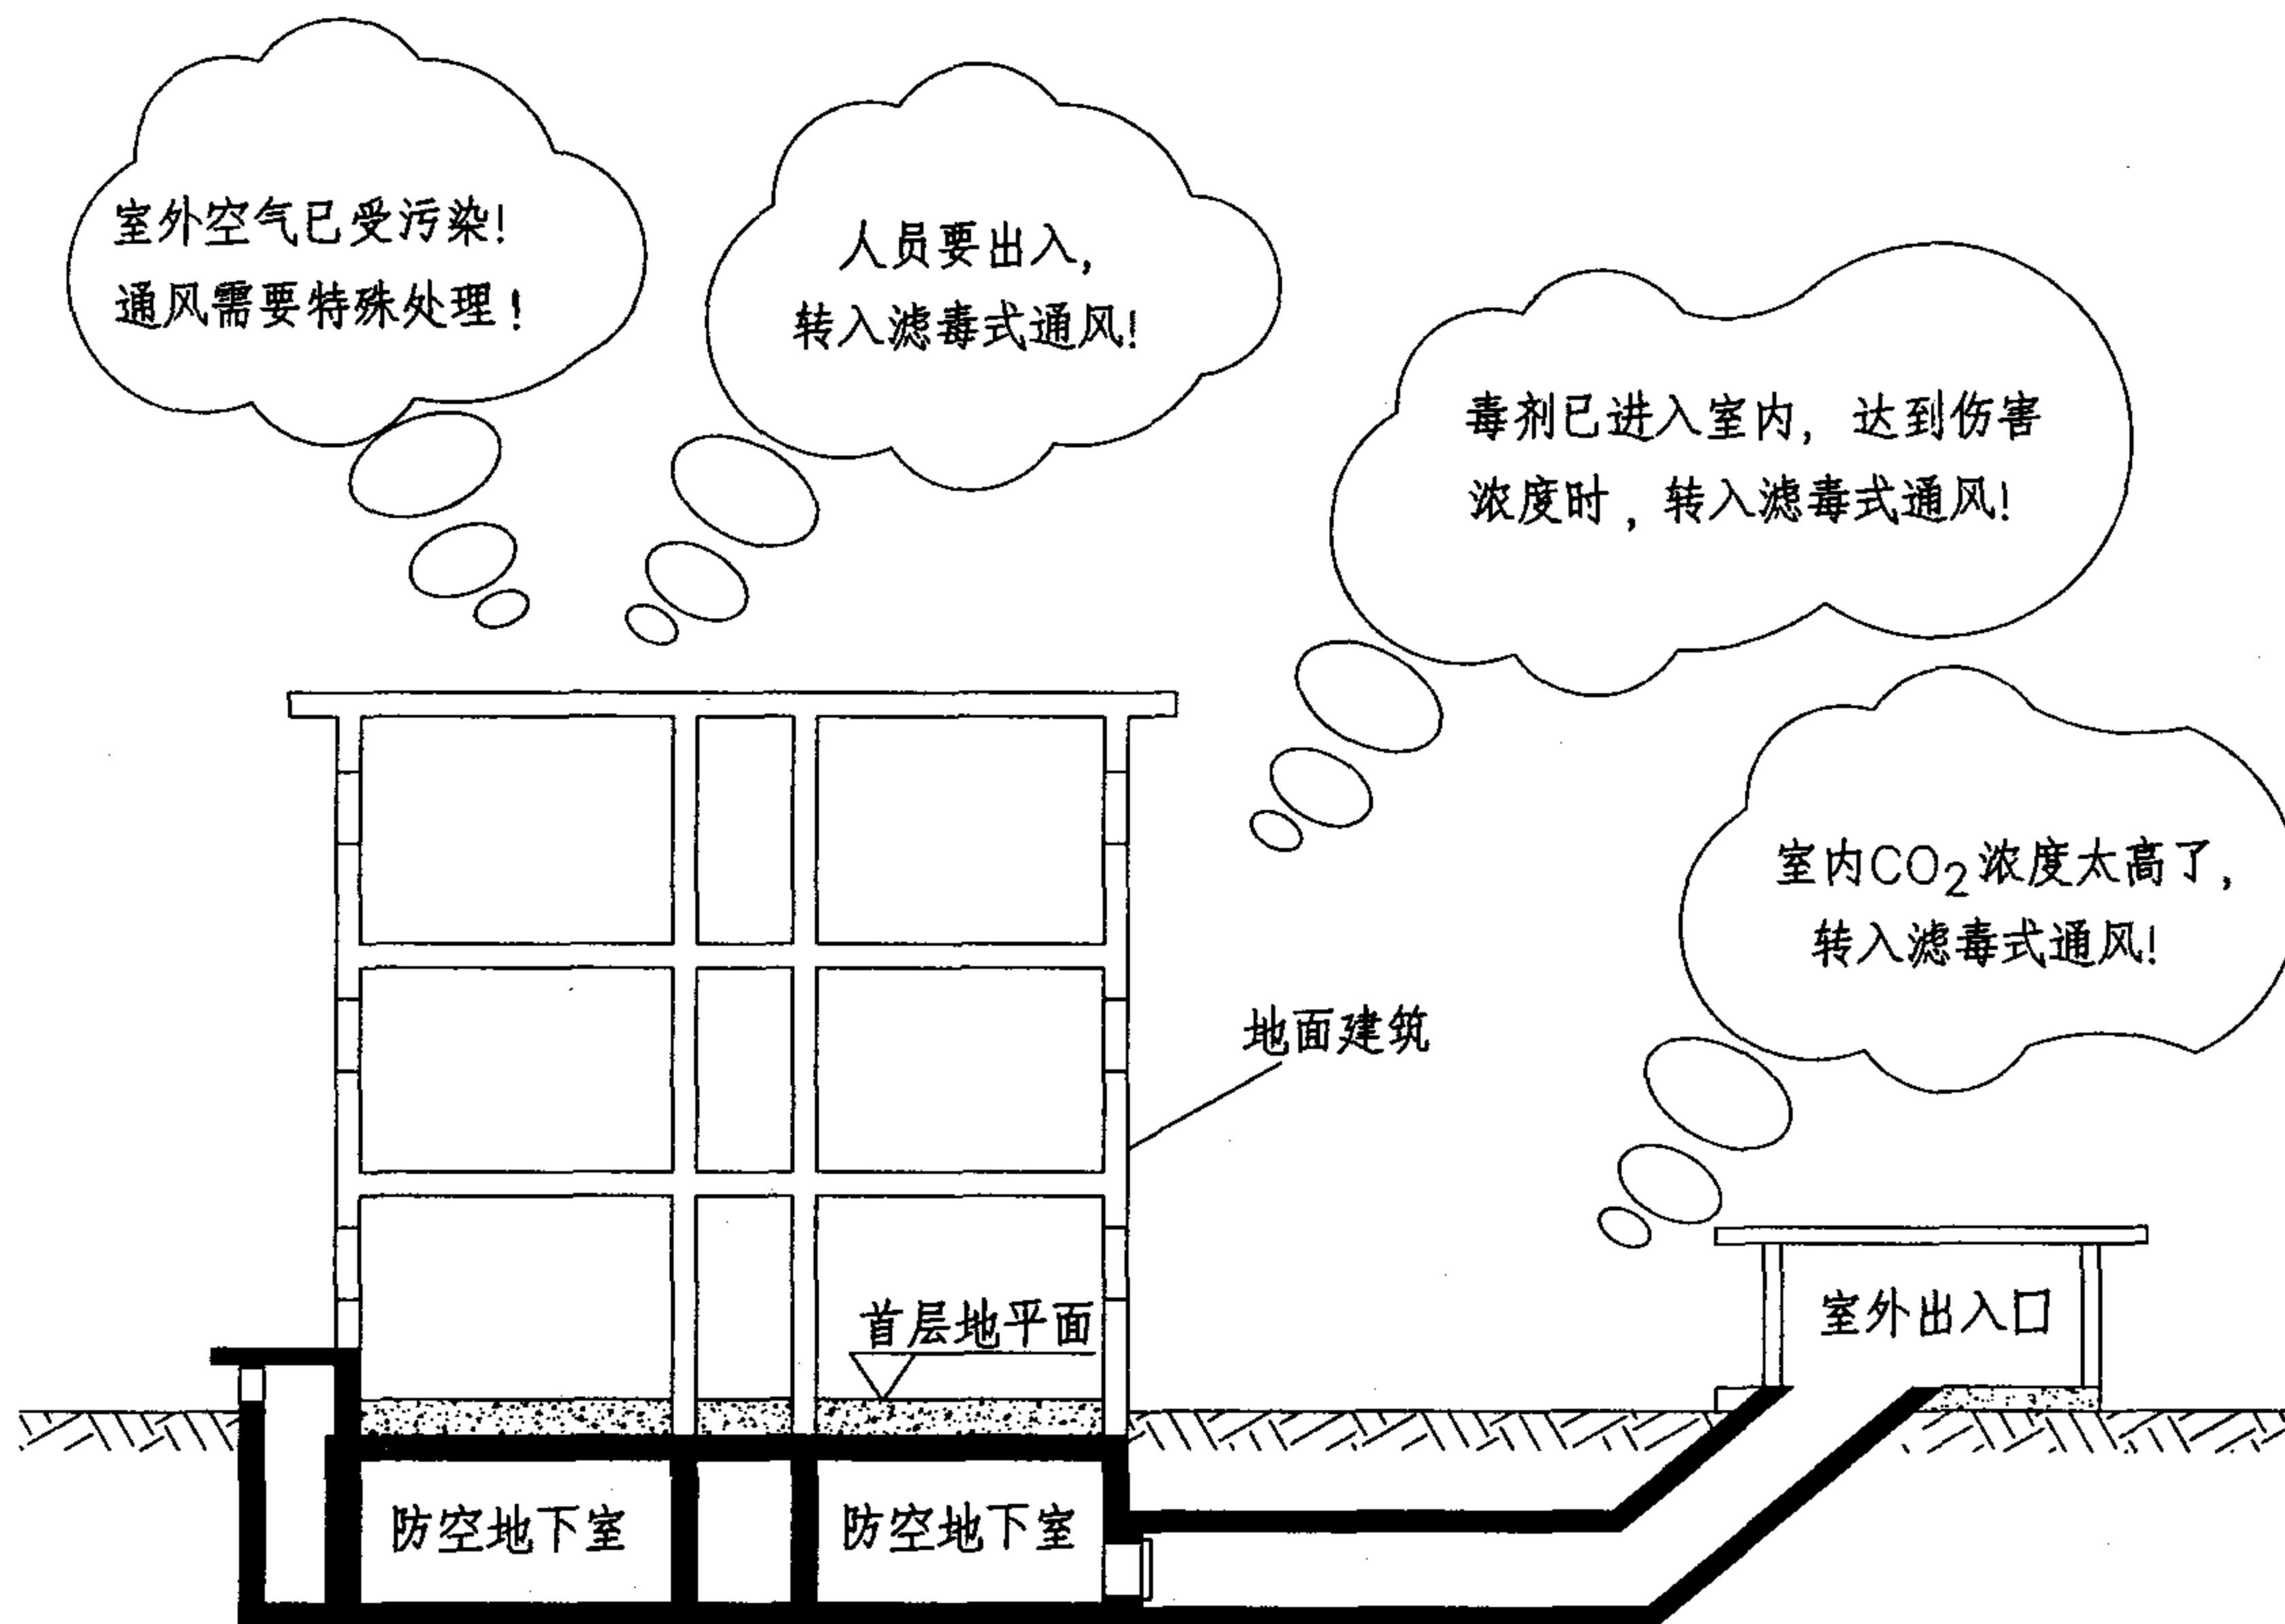 室外空气已受污染!
通风需要特殊处理!
人员要出入,
转入滤毒式通风!
毒剂已进入室内, 达到伤害
浓度时, 转入滤毒式通风!
室内CO₂浓度太高了,
转入滤毒式通风!
地面建筑
室外出入口
首层地平面
防空地下室
防空地下室